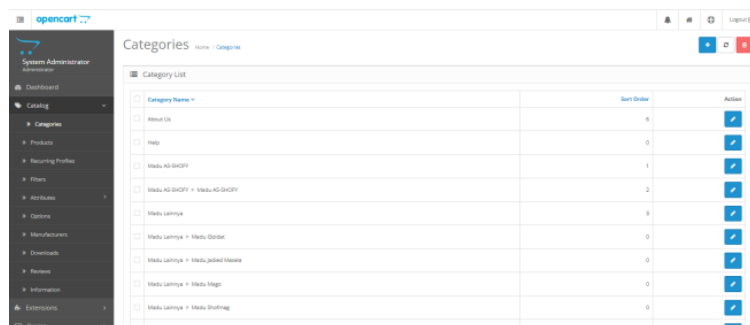 opencart
Logout
System Administrator
Administrator
Dashboard
Catalog
Categories
Products
Recurring Profiles
Filters
Attributes
Options
Manufacturers
Downloads
Reviews
Information
Extensions
Categories Home / Categories
Category List
Category Name Sort Order Action
About Us 6
Help 0
Madu AS-SHOFY 1
Madu AS-SHOFY > Madu AS-SHOFY 2
Madu Lainnya 3
Madu Lainnya > Madu Gizidat 0
Madu Lainnya > Madu Jadied Masela 0
Madu Lainnya > Madu Mago 0
Madu Lainnya > Madu Shofinag 0